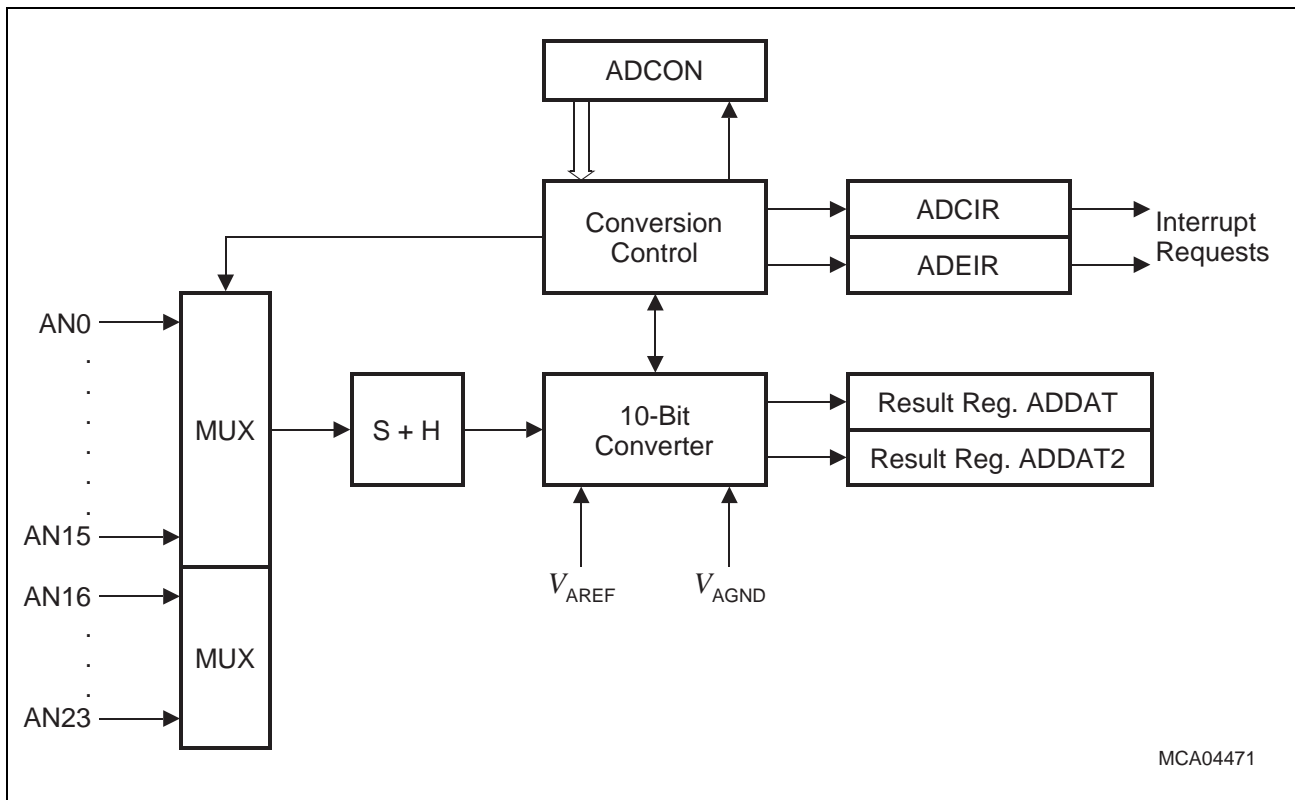 ADCON
Conversion
Control
ADCIR
ADEIR
Interrupt
Requests
AN0
AN15
AN16
AN23
MUX
MUX
S + H
10-Bit
Converter
Result Reg. ADDAT
Result Reg. ADDAT2
VAREF
VAGND
MCA04471